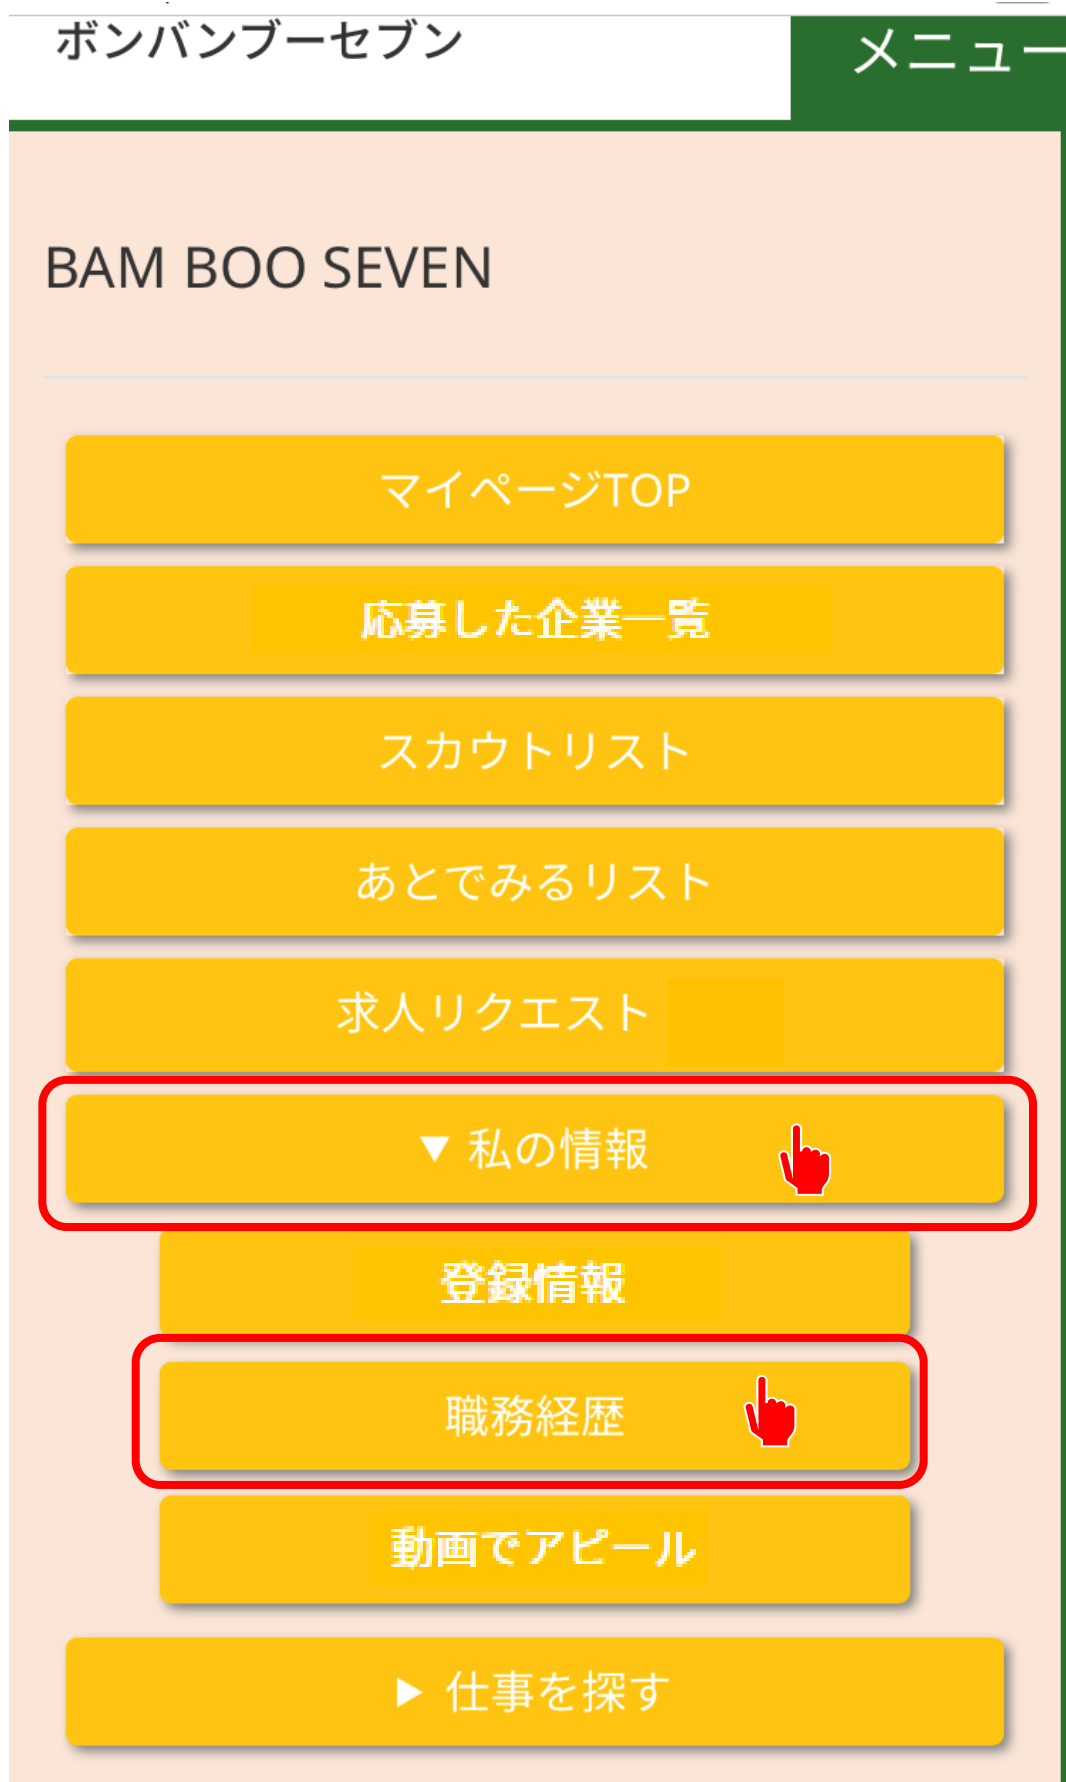 ボンバンブーセブン
メニュー
BAM BOO SEVEN
マイページTOP
応募した企業一覧
スカウトリスト
あとでみるリスト
求人リクエスト
▼ 私の情報
登録情報
職務経歴
動画でアピール
▶ 仕事を探す